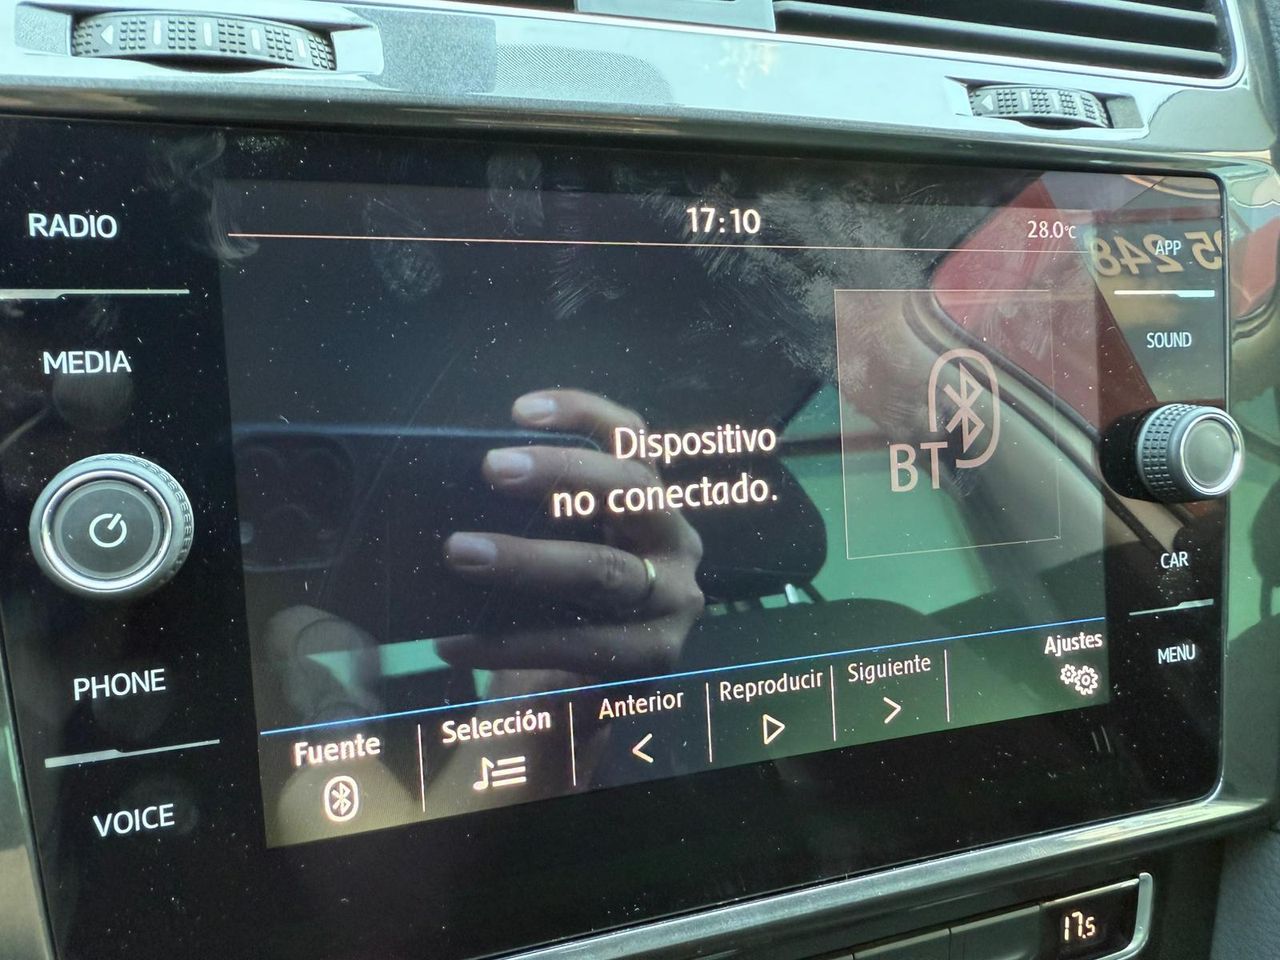 RADIO
MEDIA
PHONE
VOICE
17:10
28.0°C
Dispositivo
no conectado.
BT
Fuente
Selección
Anterior
Reproducir
Siguiente
Ajustes
APP
SOUND
CAR
MENU
17.5